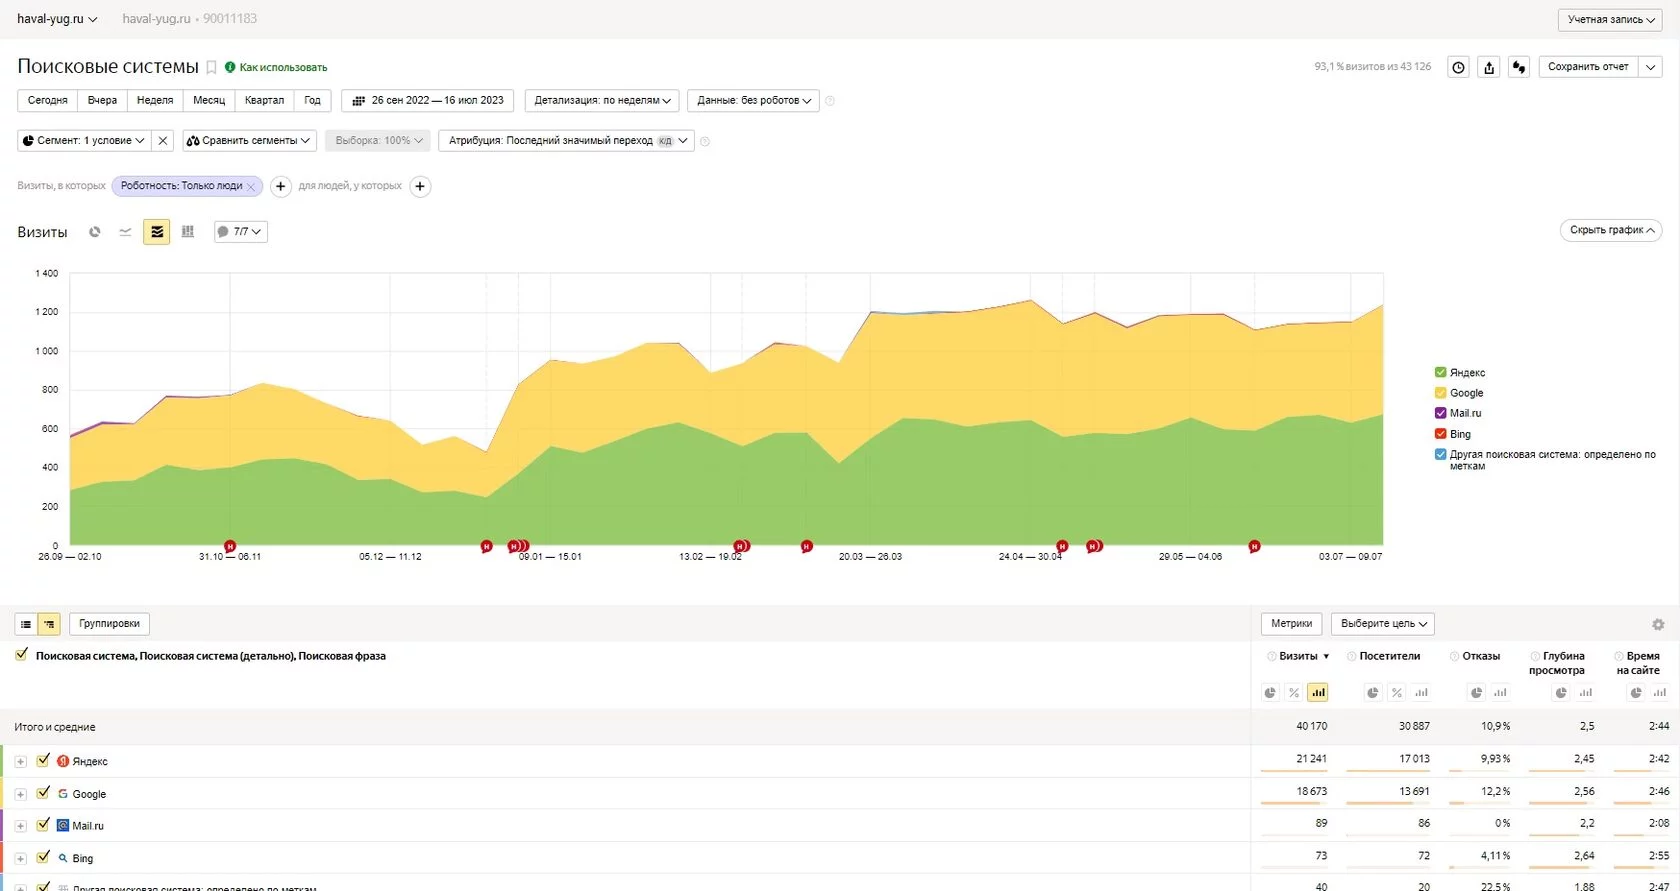 haval-yug.ru haval-yug.ru • 90011183 Учетная запись
Поисковые системы Как использовать 93,1 % визитов из 43 126 Сохранить отчет
Сегодня Вчера Неделя Месяц Квартал Год 26 сен 2022 — 16 июл 2023 Детализация: по неделям Данные: без роботов
Сегмент: 1 условие Сравнить сегменты Выборка: 100% Атрибуция: Последний значимый переход К/Д
Визиты, в которых Роботность: Только люди для людей, у которых
Визиты 7/7 Скрыть график
1 400
1 200
1 000
800
600
400
200
0
26.09 — 02.10 31.10 — 06.11 05.12 — 11.12 09.01 — 15.01 13.02 — 19.02 20.03 — 26.03 24.04 — 30.04 29.05 — 04.06 03.07 — 09.07
Н Н Н Н Н Н Н Н
Яндекс
Google
Mail.ru
Bing
Другая поисковая система: определено по
меткам
Группировки Метрики Выберите цель
Поисковая система, Поисковая система (детально), Поисковая фраза Визиты ▼ Посетители Отказы Глубина просмотра Время на сайте
Итого и средние 40 170 30 887 10,9 % 2,5 2:44
Яндекс 21 241 17 013 9,93 % 2,45 2:42
Google 18 673 13 691 12,2 % 2,56 2:46
Mail.ru 89 86 0 % 2,2 2:08
Bing 73 72 4,11 % 2,64 2:55
Другая поисковая система: определено по меткам 40 20 22,5 % 1,88 2:47